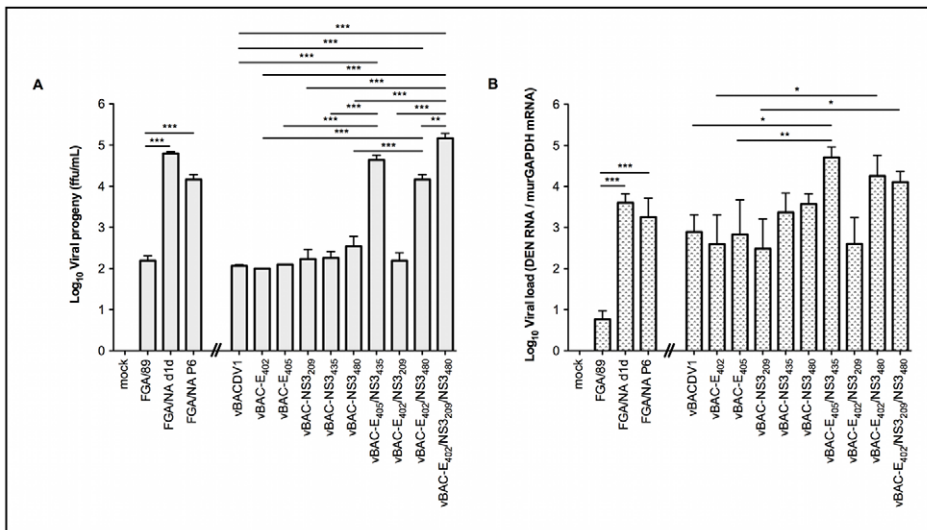 A
***
***
***
***
***
***
*** ***
***
***
**
***
***
***
Log10 Viral progeny (ffu/mL)
6
5
4
3
2
1
0
mock
FGA/89
FGA/NA d1d
FGA/NA P6
vBACDV1
vBAC-E402
vBAC-E405
vBAC-NS3209
vBAC-NS3435
vBAC-NS3480
vBAC-E405/NS3435
vBAC-E402/NS3209
vBAC-E402/NS3480
vBAC-E402/NS3209/NS3480
B
*
*
*
**
***
***
Log10 Viral load (DEN RNA / murGAPDH mRNA)
6
5
4
3
2
1
0
mock
FGA/89
FGA/NA d1d
FGA/NA P6
vBACDV1
vBAC-E402
vBAC-E405
vBAC-NS3209
vBAC-NS3435
vBAC-NS3480
vBAC-E405/NS3435
vBAC-E402/NS3209
vBAC-E402/NS3480
vBAC-E402/NS3209/NS3480